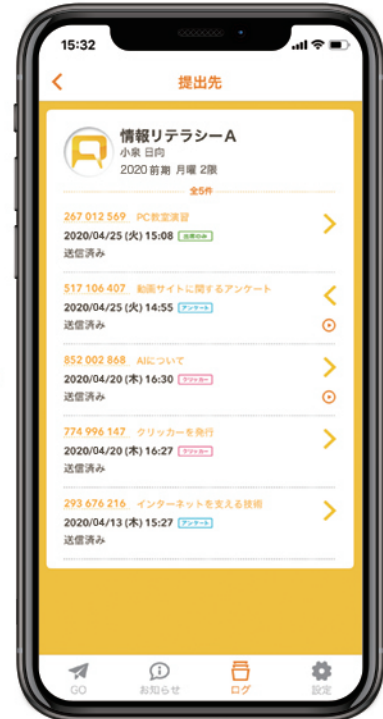 15:32
提出先
情報リテラシーA
小泉 日向
2020 前期 月曜 2限
全5件
267 012 569 PC教室演習
2020/04/25 (火) 15:08 出席のみ
送信済み
517 106 407 動画サイトに関するアンケート
2020/04/25 (火) 14:55 アンケート
送信済み
852 002 868 AIについて
2020/04/20 (木) 16:30 クリッカー
送信済み
774 996 147 クリッカーを発行
2020/04/20 (木) 16:27 クリッカー
送信済み
293 676 216 インターネットを支える技術
2020/04/13 (木) 15:27 アンケート
送信済み
GO お知らせ ログ 設定